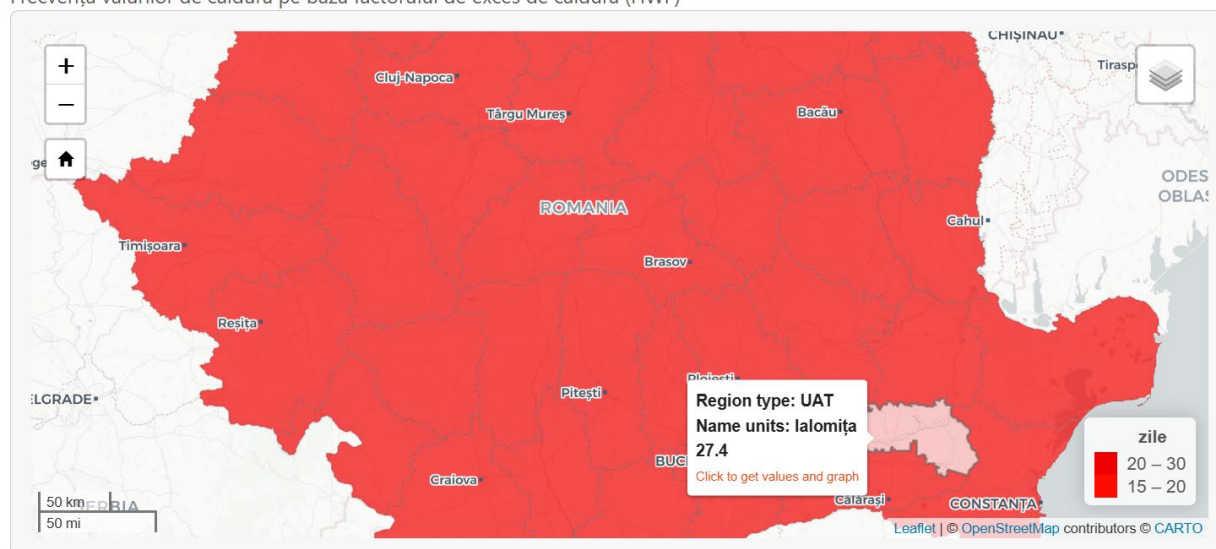 Frecvența valurilor de căldură pe baza factorului de exces de căldură (HWF)
CHIȘINĂU
+
Cluj-Napoca
Tirasp
−
Târgu Mureș
Bacău
ODES
OBLAS
ROMANIA
Cahul
Timișoara
Brasov
Reșița
Pitești
Ploiești
ELGRADE
Region type: UAT
Name units: Ialomița
27.4
Click to get values and graph
zile
20 – 30
15 – 20
BUC
Craiova
Călărași
CONSTANȚA
50 km
SERBIA
50 mi
Leaflet | © OpenStreetMap contributors © CARTO